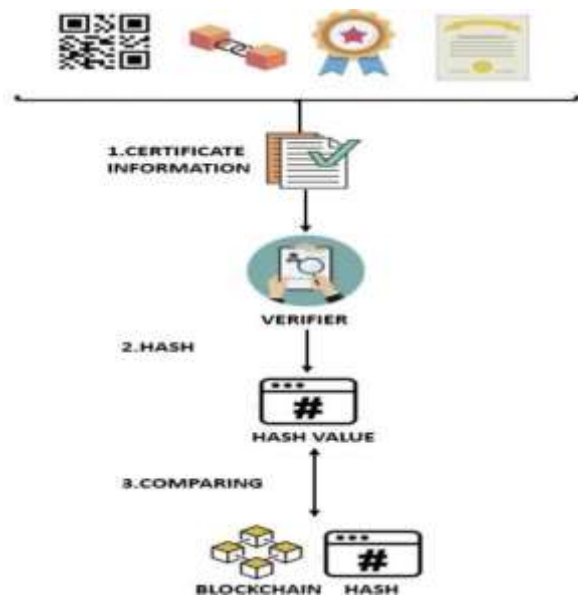 1.CERTIFICATE
INFORMATION
VERIFIER
2.HASH
#
HASH VALUE
3.COMPARING
#
BLOCKCHAIN HASH